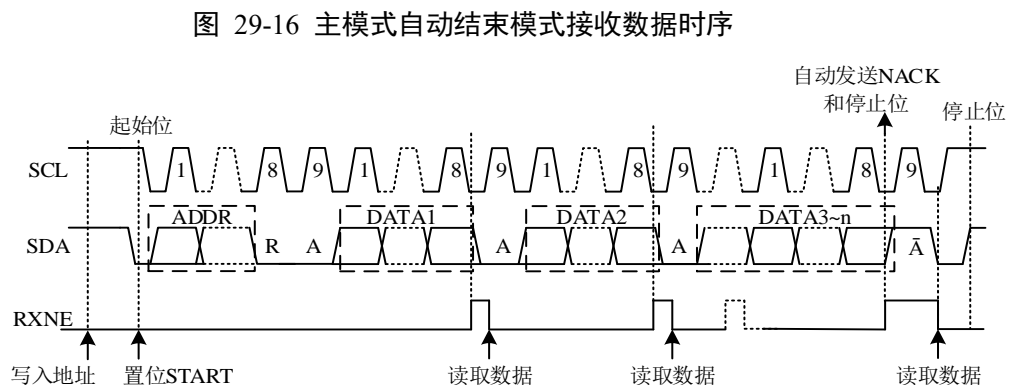 图 29-16 主模式自动结束模式接收数据时序
自动发送NACK
和停止位
停止位
起始位
SCL 1 8 9 1 8 9 1 8 9 1 8 9
ADDR DATA1 DATA2 DATA3~n
SDA R A A A Ā
RXNE
写入地址 置位START 读取数据 读取数据 读取数据